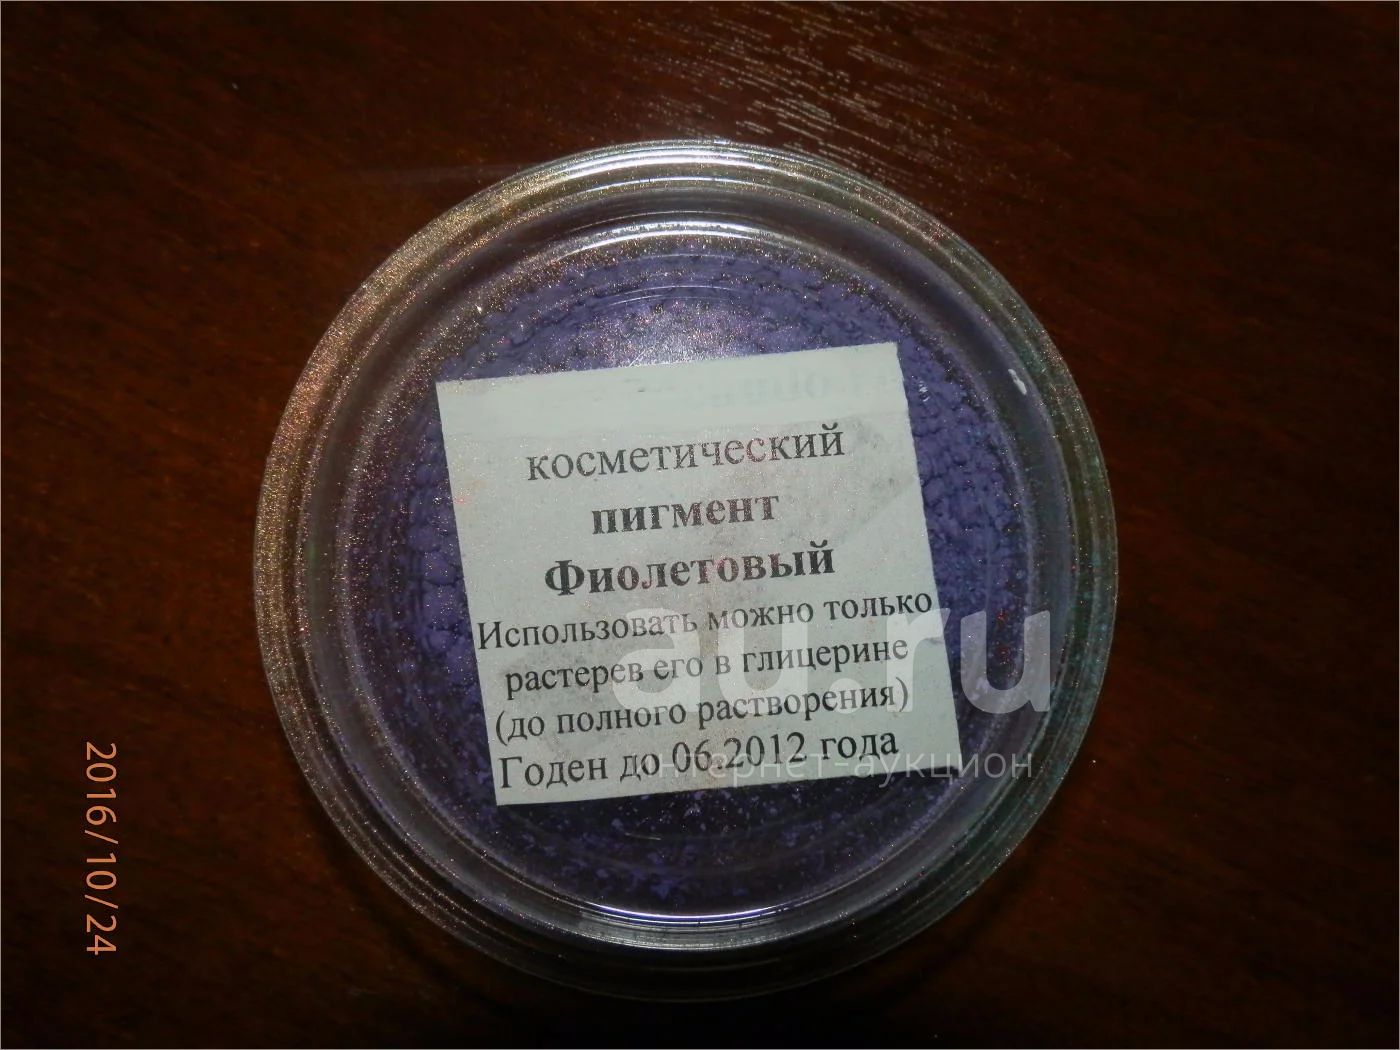 косметический
пигмент
Фиолетовый
Использовать можно только
растерев его в глицерине
(до полного растворения)
Годен до 06.2012 года
au.ru
интернет-аукцион
2016/10/24